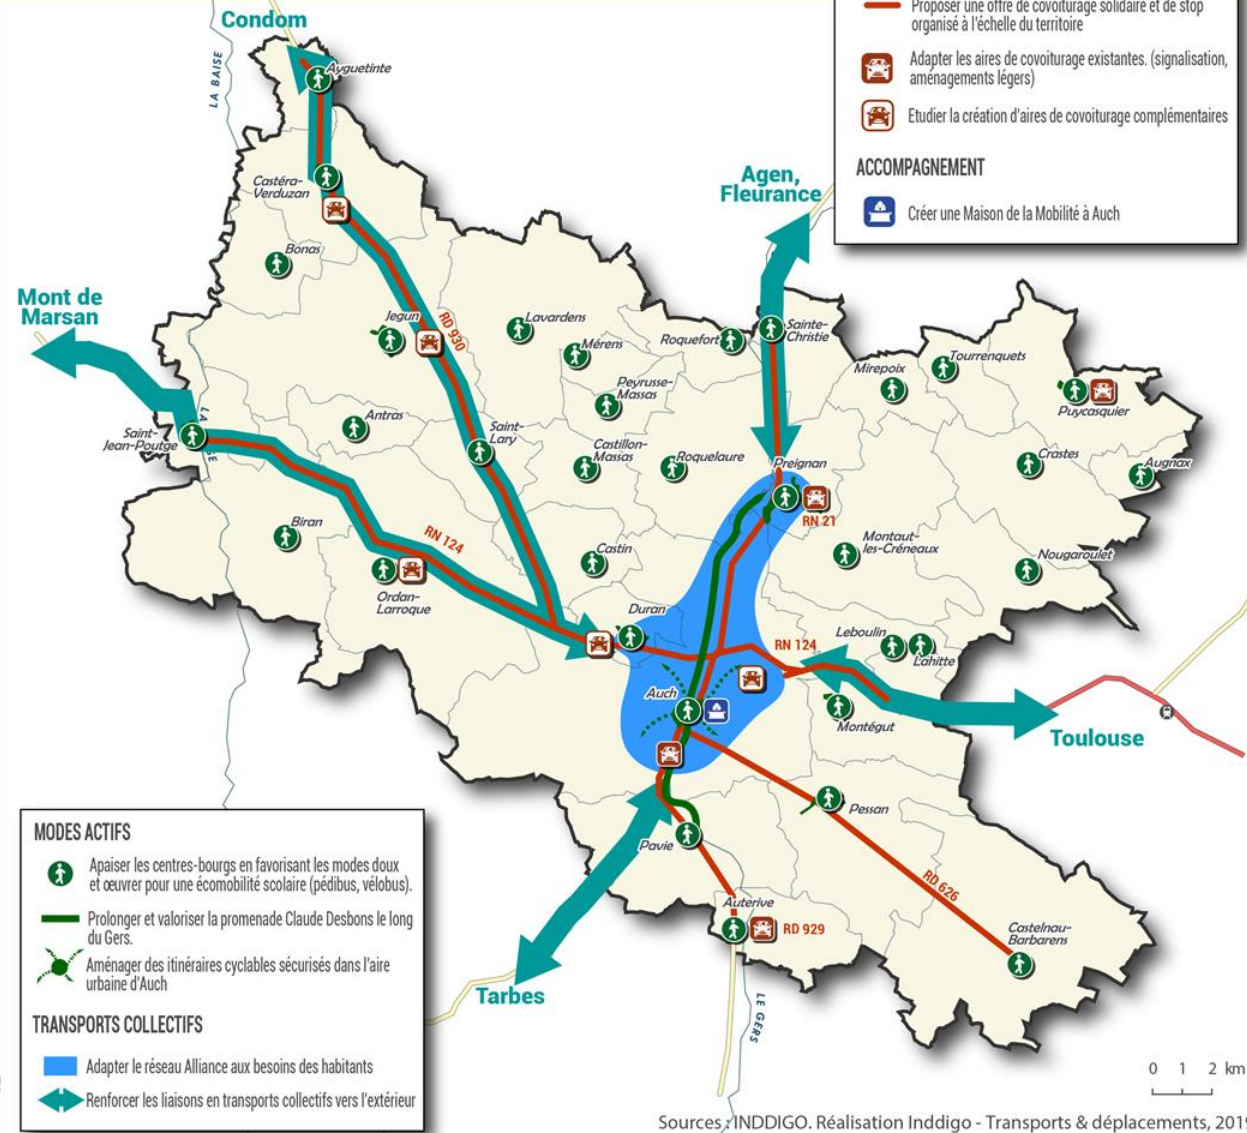 Proposer une offre de covoiturage solidaire et de stop
organisé à l'échelle du territoire
Adapter les aires de covoiturage existantes. (signalisation,
aménagements légers)
Etudier la création d'aires de covoiturage complémentaires
ACCOMPAGNEMENT
Créer une Maison de la Mobilité à Auch
Condom
LA BAISE
Ayguetinte
Castéra-
Verduzan
Agen,
Fleurance
Bonas
Mont de
Marsan
Jegun
RD 930
Lavardens
Mérens
Roquefort
Sainte-
Christie
Mirepoix
Tourrenquets
Peyrusse-
Massas
Puycasquier
Antras
Saint-
Jean-Poutge
Saint-
Lary
Castillon-
Massas
Roquelaure
Preignan
Crastes
Augnax
Biran
RN 124
RN 21
Castin
Montaut-
les-Créneaux
Nougaroulet
Ordan-
Larroque
Duran
Leboulin
Lahitte
RN 124
Auch
Montégut
Toulouse
Pessan
Pavie
RD 626
Auterive
RD 929
Castelnau-
Barbarens
Tarbes
LE GERS
MODES ACTIFS
Apaiser les centres-bourgs en favorisant les modes doux
et œuvrer pour une écomobilité scolaire (pédibus, vélobus).
Prolonger et valoriser la promenade Claude Desbons le long
du Gers.
Aménager des itinéraires cyclables sécurisés dans l'aire
urbaine d'Auch
TRANSPORTS COLLECTIFS
Adapter le réseau Alliance aux besoins des habitants
Renforcer les liaisons en transports collectifs vers l'extérieur
0 1 2 km
Sources : INDDIGO. Réalisation Inddigo - Transports & déplacements, 2019